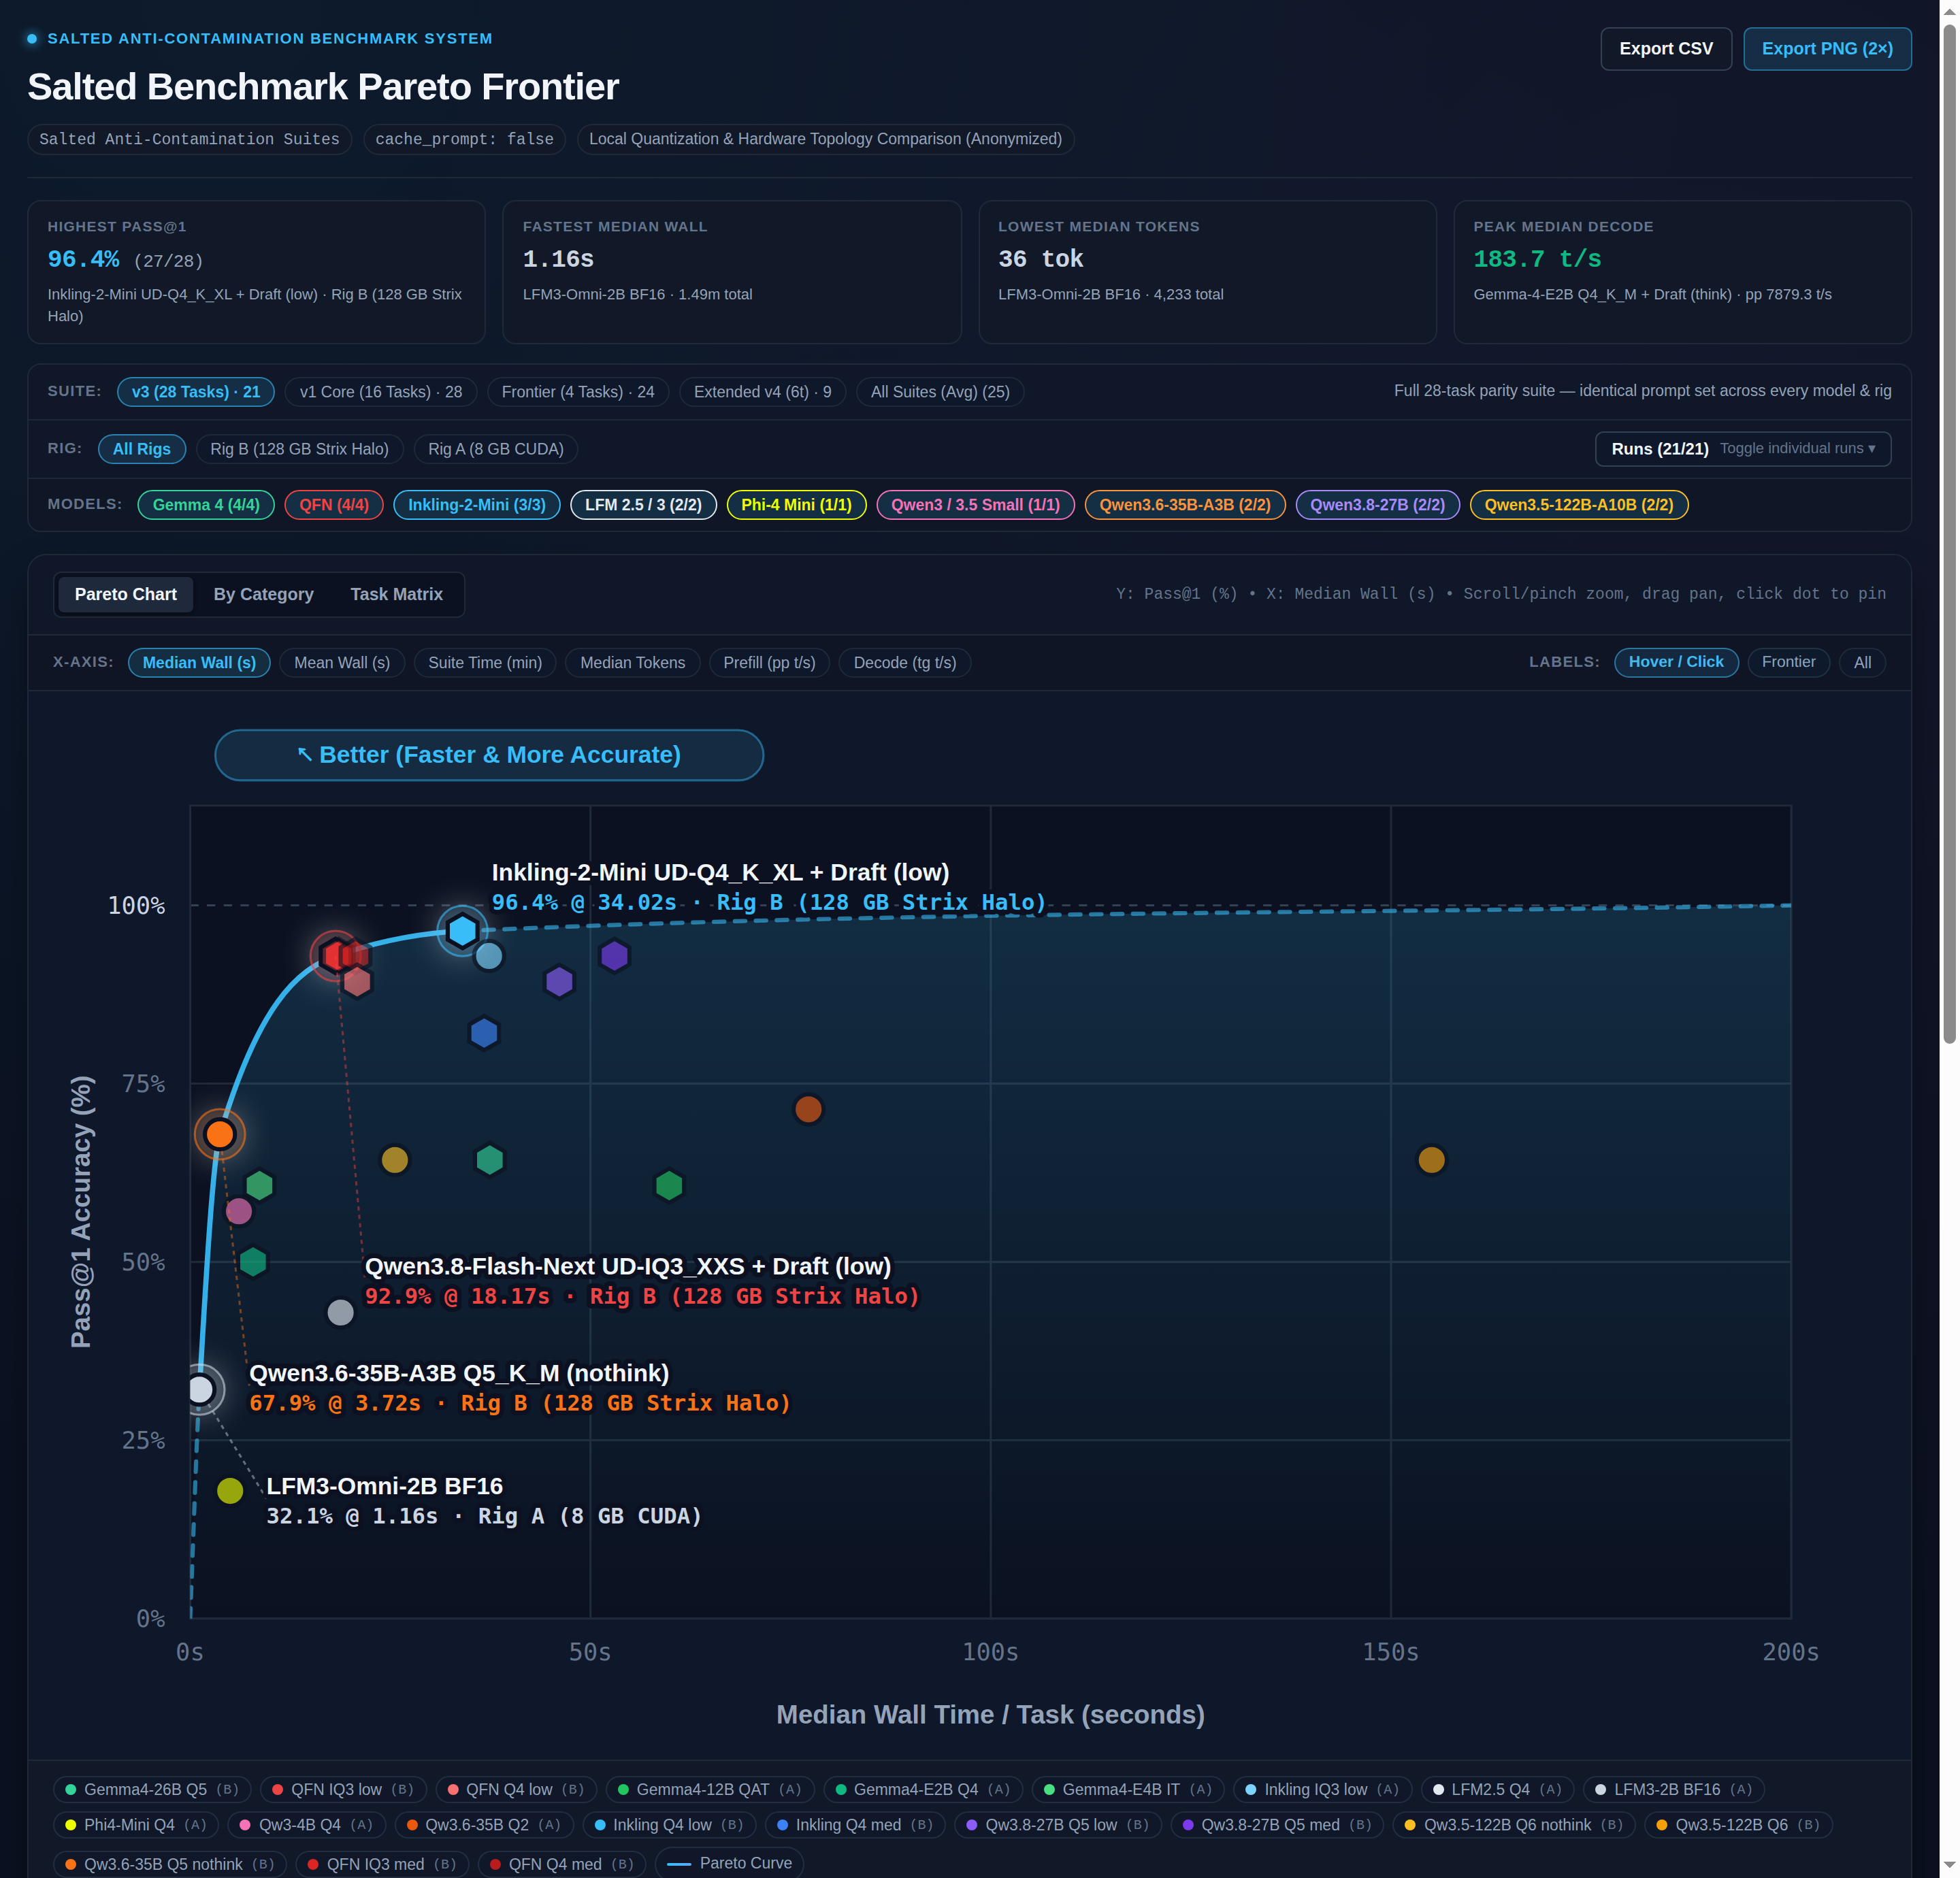 SALTED ANTI-CONTAMINATION BENCHMARK SYSTEM
Export CSV
Export PNG (2×)
Salted Benchmark Pareto Frontier
Salted Anti-Contamination Suites
cache_prompt: false
Local Quantization & Hardware Topology Comparison (Anonymized)
HIGHEST PASS@1
96.4% (27/28)
Inkling-2-Mini UD-Q4_K_XL + Draft (low) · Rig B (128 GB Strix
Halo)
FASTEST MEDIAN WALL
1.16s
LFM3-Omni-2B BF16 · 1.49m total
LOWEST MEDIAN TOKENS
36 tok
LFM3-Omni-2B BF16 · 4,233 total
PEAK MEDIAN DECODE
183.7 t/s
Gemma-4-E2B Q4_K_M + Draft (think) · pp 7879.3 t/s
SUITE: v3 (28 Tasks) · 21 v1 Core (16 Tasks) · 28 Frontier (4 Tasks) · 24 Extended v4 (6t) · 9 All Suites (Avg) (25) Full 28-task parity suite — identical prompt set across every model & rig
RIG: All Rigs Rig B (128 GB Strix Halo) Rig A (8 GB CUDA) Runs (21/21) Toggle individual runs ▾
MODELS: Gemma 4 (4/4) QFN (4/4) Inkling-2-Mini (3/3) LFM 2.5 / 3 (2/2) Phi-4 Mini (1/1) Qwen3 / 3.5 Small (1/1) Qwen3.6-35B-A3B (2/2) Qwen3.8-27B (2/2) Qwen3.5-122B-A10B (2/2)
Pareto Chart By Category Task Matrix Y: Pass@1 (%) • X: Median Wall (s) • Scroll/pinch zoom, drag pan, click dot to pin
X-AXIS: Median Wall (s) Mean Wall (s) Suite Time (min) Median Tokens Prefill (pp t/s) Decode (tg t/s) LABELS: Hover / Click Frontier All
↖ Better (Faster & More Accurate)
Inkling-2-Mini UD-Q4_K_XL + Draft (low)
96.4% @ 34.02s · Rig B (128 GB Strix Halo)
100%
75%
50%
25%
0%
Pass@1 Accuracy (%)
Qwen3.8-Flash-Next UD-IQ3_XXS + Draft (low)
92.9% @ 18.17s · Rig B (128 GB Strix Halo)
Qwen3.6-35B-A3B Q5_K_M (nothink)
67.9% @ 3.72s · Rig B (128 GB Strix Halo)
LFM3-Omni-2B BF16
32.1% @ 1.16s · Rig A (8 GB CUDA)
0s 50s 100s 150s 200s
Median Wall Time / Task (seconds)
Gemma4-26B Q5 (B) QFN IQ3 low (B) QFN Q4 low (B) Gemma4-12B QAT (A) Gemma4-E2B Q4 (A) Gemma4-E4B IT (A) Inkling IQ3 low (A) LFM2.5 Q4 (A) LFM3-2B BF16 (A)
Phi4-Mini Q4 (A) Qw3-4B Q4 (A) Qw3.6-35B Q2 (A) Inkling Q4 low (B) Inkling Q4 med (B) Qw3.8-27B Q5 low (B) Qw3.8-27B Q5 med (B) Qw3.5-122B Q6 nothink (B) Qw3.5-122B Q6 (B)
Qw3.6-35B Q5 nothink (B) QFN IQ3 med (B) QFN Q4 med (B) Pareto Curve